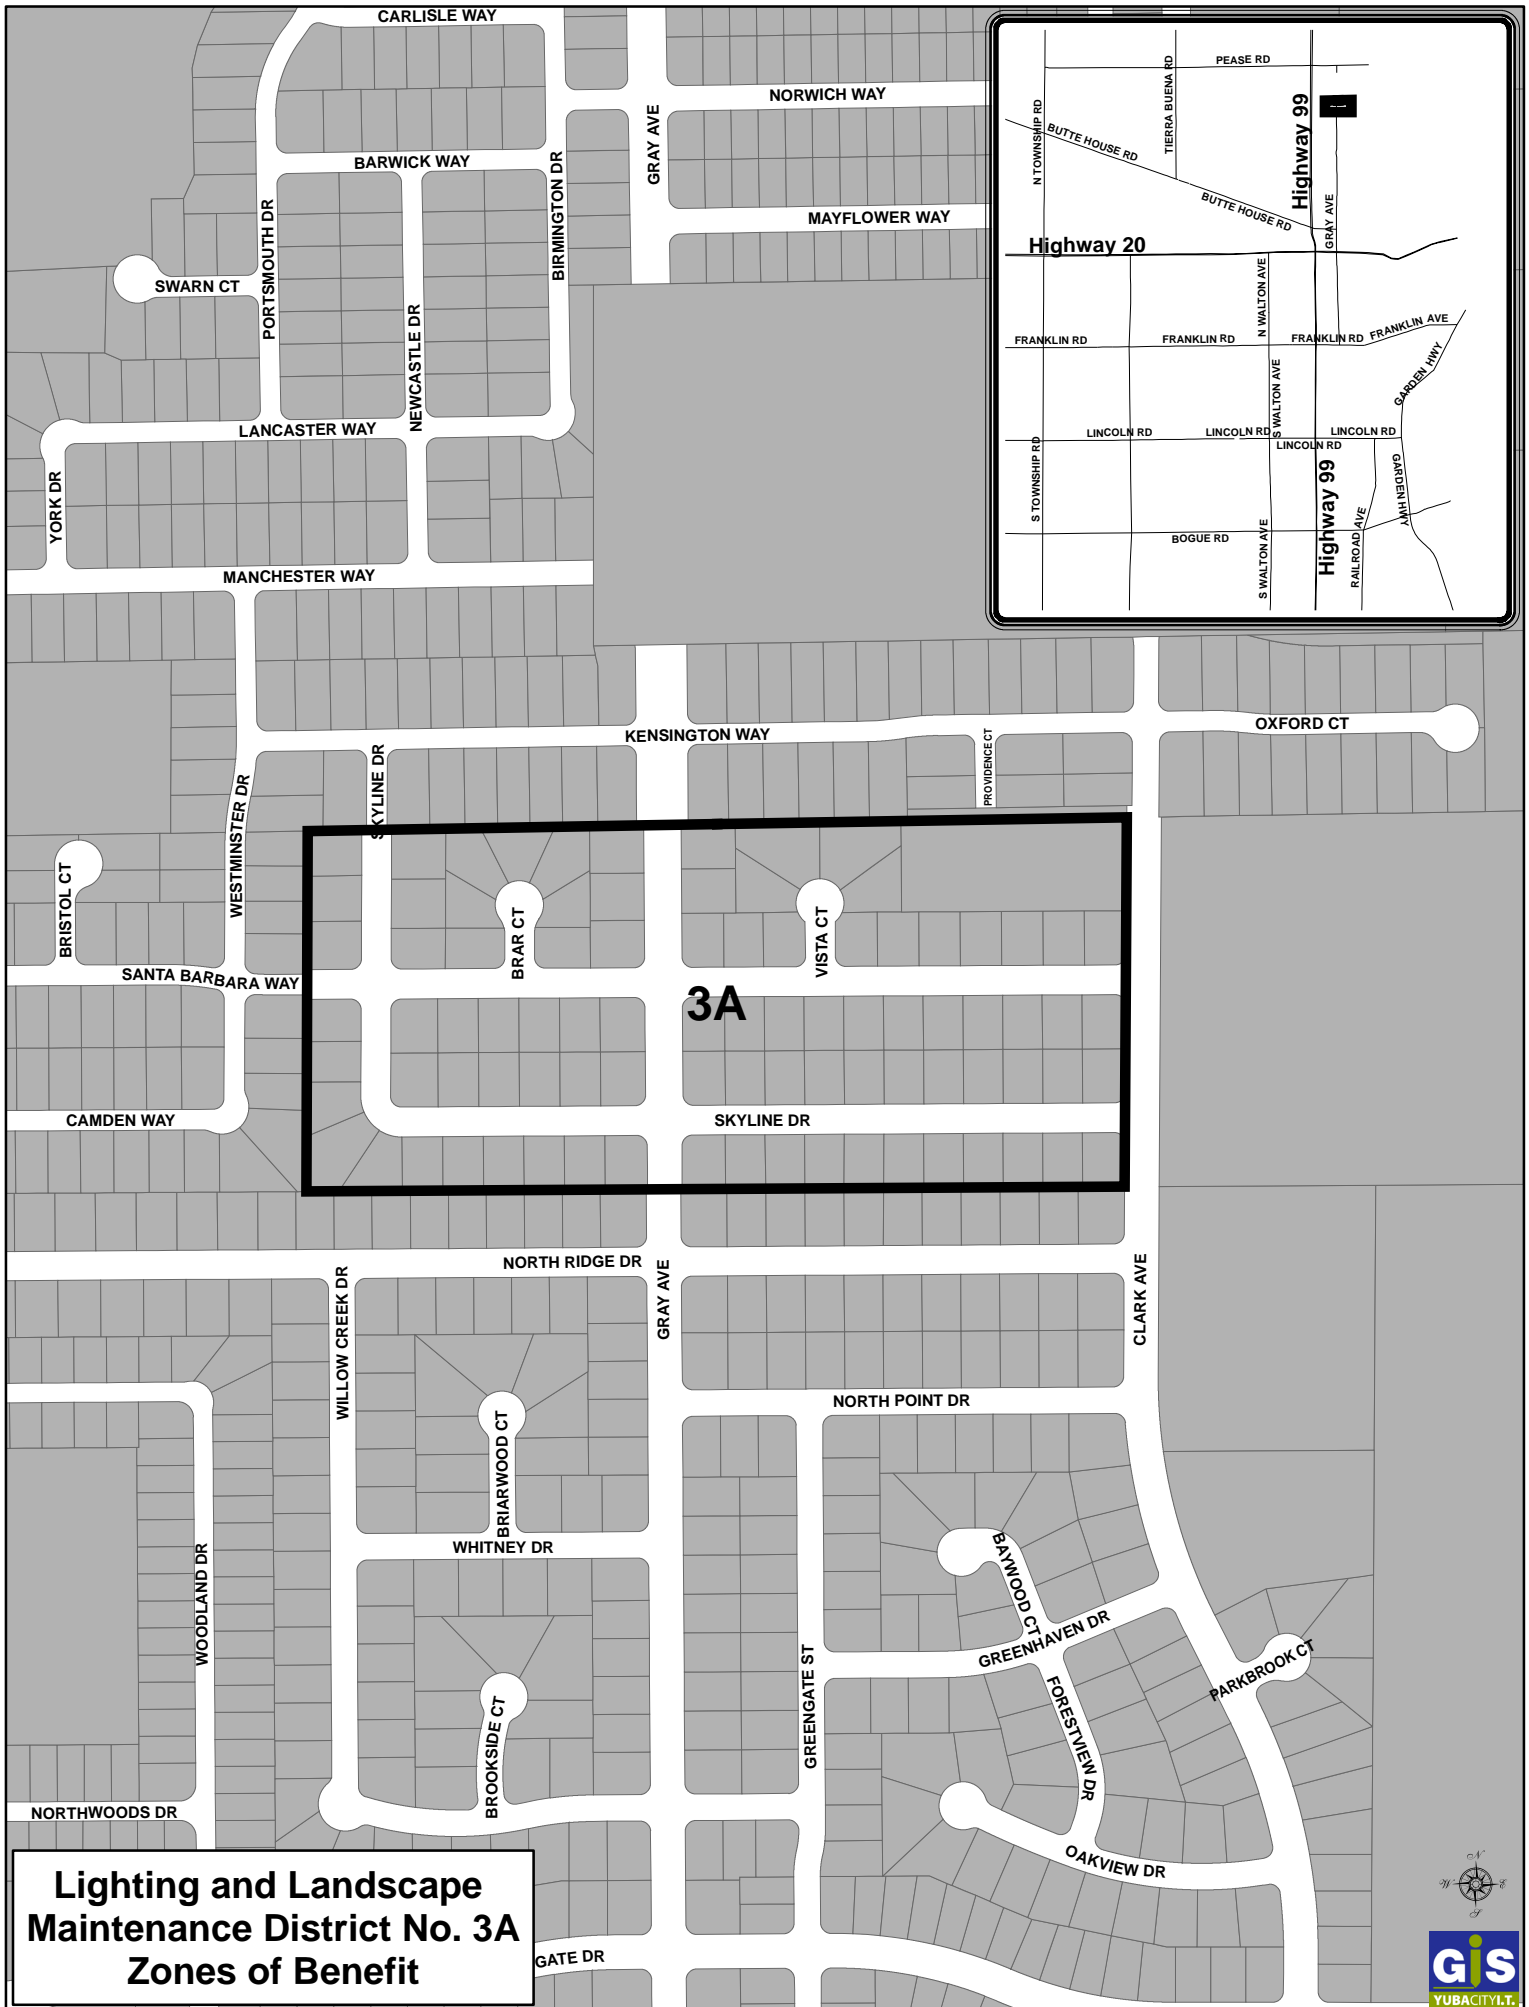 CARLISLE WAY
NORWICH WAY
GRAY AVE
BARWICK WAY
BIRMINGTON DR
MAYFLOWER WAY
PORTSMOUTH DR
SWARN CT
NEWCASTLE DR
LANCASTER WAY
YORK DR
MANCHESTER WAY
PEASE RD
TIERRA BUENA RD
N TOWNSHIP RD
BUTTE HOUSE RD
Highway 99
BUTTE HOUSE RD
GRAY AVE
Highway 20
N WALTON AVE
FRANKLIN RD
FRANKLIN RD
FRANKLIN RD
FRANKLIN AVE
GARDEN HWY
S WALTON AVE
LINCOLN RD
LINCOLN RD
LINCOLN RD
LINCOLN RD
S TOWNSHIP RD
Highway 99
GARDEN HWY
BOGUE RD
S WALTON AVE
RAILROAD AVE
OXFORD CT
KENSINGTON WAY
PROVIDENCE CT
SKYLINE DR
WESTMINSTER DR
BRISTOL CT
BRAR CT
VISTA CT
SANTA BARBARA WAY
3A
CAMDEN WAY
SKYLINE DR
NORTH RIDGE DR
WILLOW CREEK DR
GRAY AVE
CLARK AVE
NORTH POINT DR
BRIARWOOD CT
WHITNEY DR
WOODLAND DR
BAYWOOD CT
GREENHAVEN DR
GREENGATE ST
FORESTVIEW DR
PARKBROOK CT
BROOKSIDE CT
NORTHWOODS DR
OAKVIEW DR
GATE DR
Lighting and Landscape
Maintenance District No. 3A
Zones of Benefit
N
W
E
S
GIS
YUBACITYI.T.